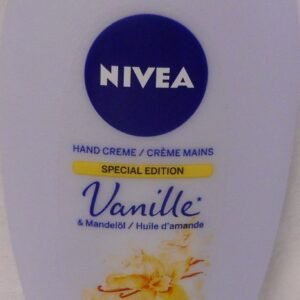 NIVEA
HAND CREME / CRÈME MAINS
SPECIAL EDITION
Vanille*
& Mandelöl / Huile d'amande